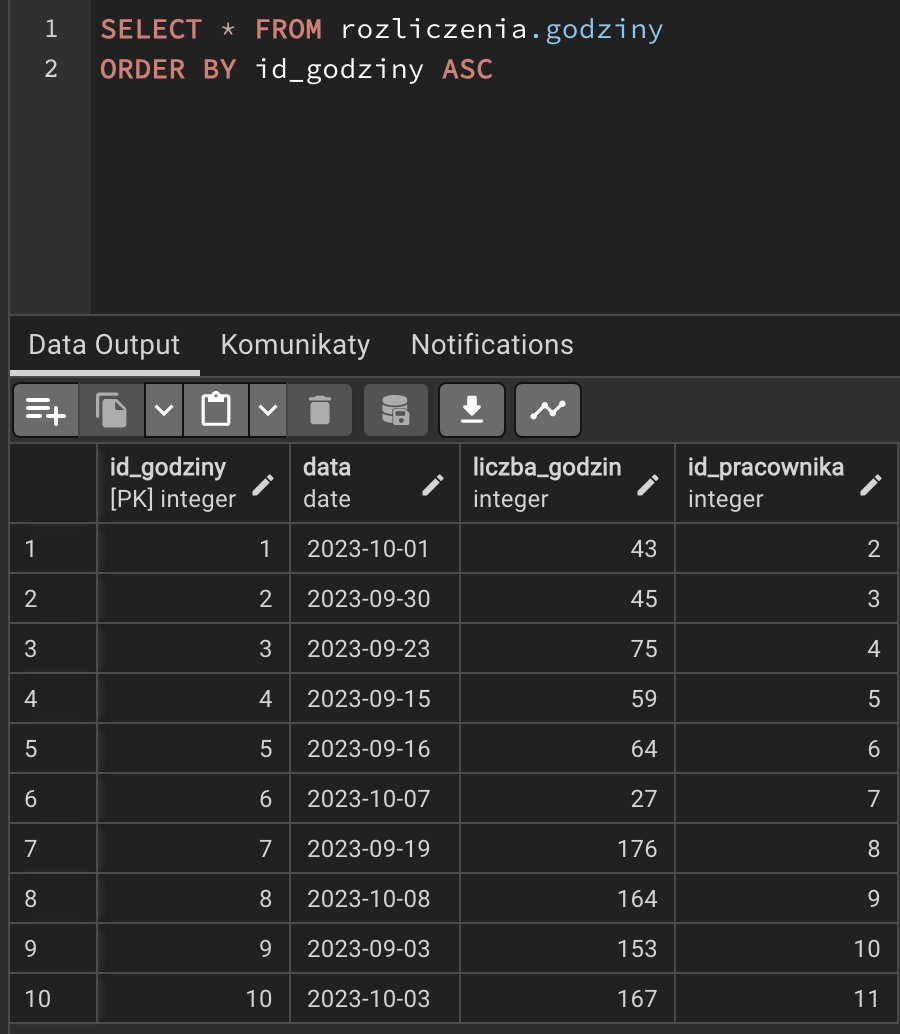 1 SELECT * FROM rozliczenia.godziny
2 ORDER BY id_godziny ASC
Data Output Komunikaty Notifications
id_godziny data liczba_godzin id_pracownika
[PK] integer date integer integer
1 1 2023-10-01 43 2
2 2 2023-09-30 45 3
3 3 2023-09-23 75 4
4 4 2023-09-15 59 5
5 5 2023-09-16 64 6
6 6 2023-10-07 27 7
7 7 2023-09-19 176 8
8 8 2023-10-08 164 9
9 9 2023-09-03 153 10
10 10 2023-10-03 167 11